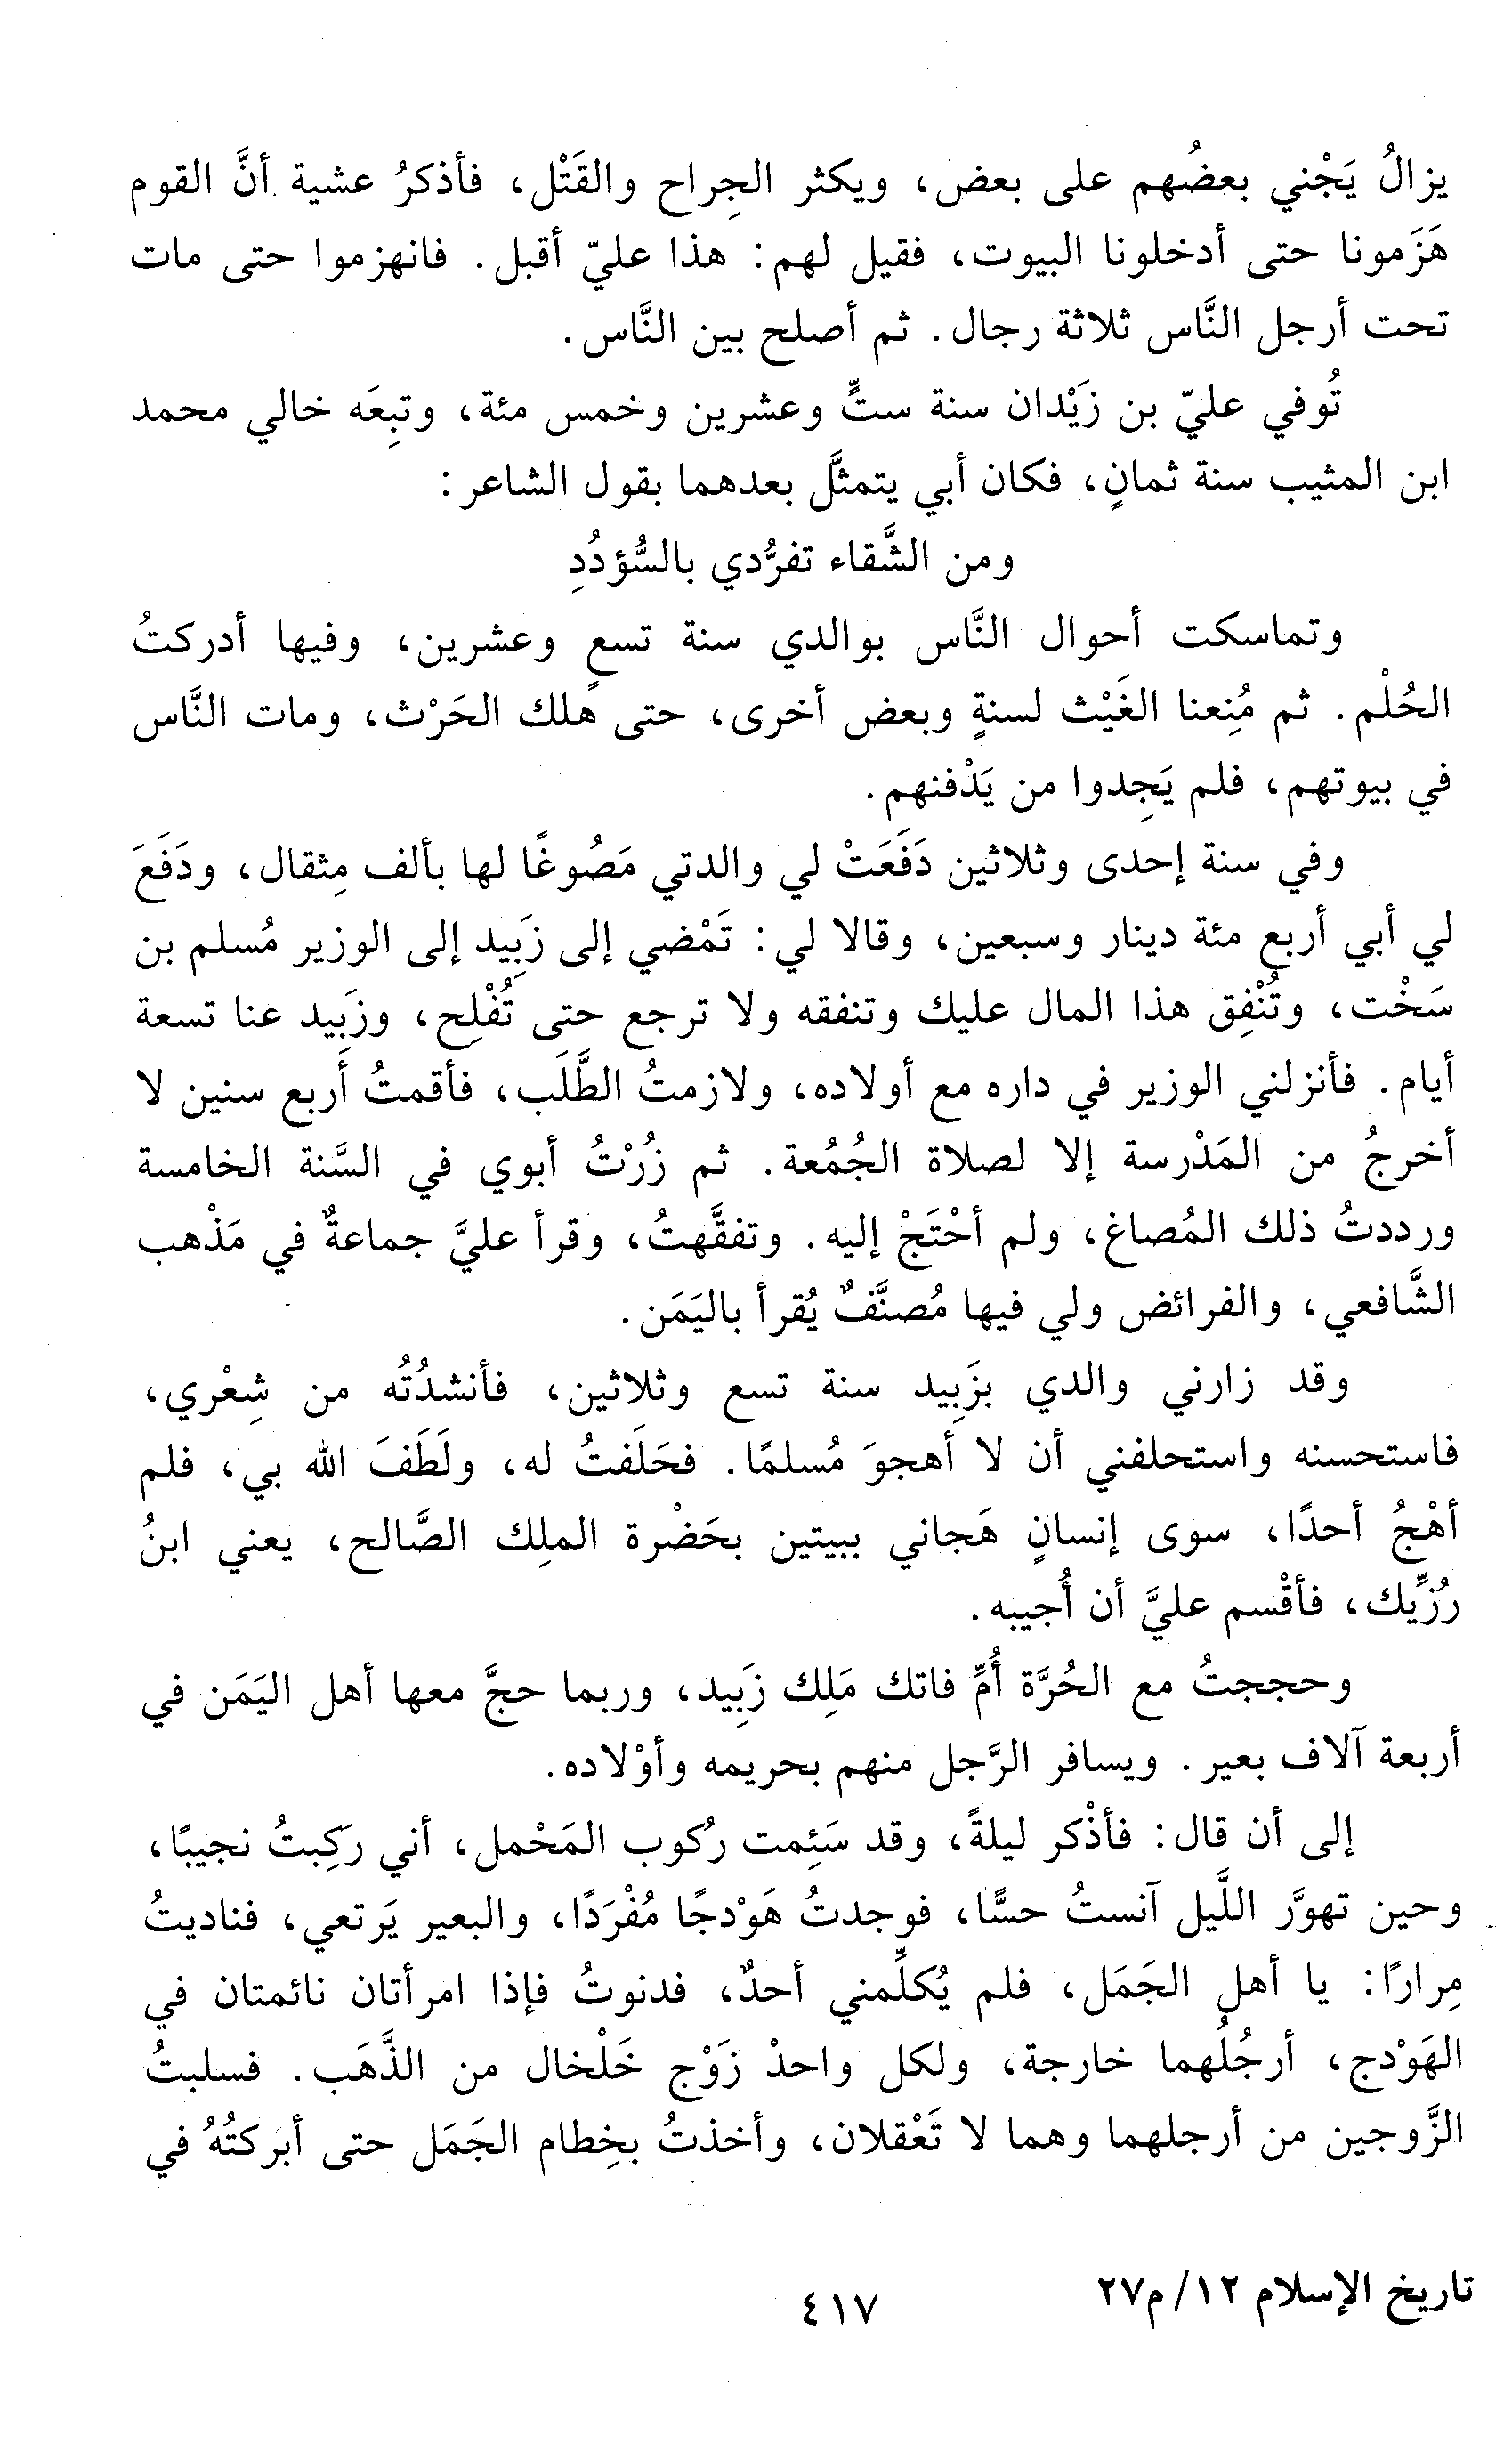 يزالُ يَجْني بعضُهم على بعض، ويكثر الجِراح والقَتْل، فأذكرُ عشية أنَّ القوم
هَزَمونا حتى أدخلونا البيوت، فقيل لهم: هذا عليّ أقبل. فانهزموا حتى مات
تحت أرجل النَّاس ثلاثة رجال. ثم أصلح بين النَّاس.
تُوفي عليّ بن زَيْدان سنة ستٍّ وعشرين وخمس مئة، وتبِعَه خالي محمد
ابن المثيب سنة ثمانٍ، فكان أبي يتمثَّل بعدهما بقول الشاعر:
ومن الشَّقاء تفرُّدي بالسُّؤدُدِ
وتماسكت أحوال النَّاس بوالدي سنة تسعٍ وعشرين، وفيها أدركتُ
الحُلْم. ثم مُنِعنا الغَيْث لسنةٍ وبعض أخرى، حتى هلك الحَرْث، ومات النَّاس
في بيوتهم، فلم يَجِدوا من يَدْفنهم.
وفي سنة إحدى وثلاثين دَفَعَتْ لي والدتي مَصُوغًا لها بألف مِثقال، ودَفَعَ
لي أبي أربع مئة دينار وسبعين، وقالا لي: تَمْضي إلى زَبِيد إلى الوزير مُسلم بن
سَخْت، وتُنْفِق هذا المال عليك وتنفقه ولا ترجع حتى تُفْلِح، وزَبِيد عنا تسعة
أيام. فأنزلني الوزير في داره مع أولاده، ولازمتُ الطَّلَب، فأقمتُ أَربع سنين لا
أخرجُ من المَدْرسة إلا لصلاة الجُمُعة. ثم زُرْتُ أبوي في السَّنة الخامسة
ورددتُ ذلك المُصاغ، ولم أحْتَجْ إليه. وتفقَّهتُ، وقرأ عليَّ جماعةٌ في مَذْهب
الشَّافعي، والفرائض ولي فيها مُصنَّفٌ يُقرأ باليَمَن.
وقد زارني والدي بزَبِيد سنة تسع وثلاثين، فأنشدُتُه من شِعْري،
فاستحسنه واستحلفني أن لا أهجوَ مُسلمًا. فحَلَفتُ له، ولَطَفَ الله بي، فلم
أهْجُ أحدًا، سوى إنسانٍ هَجاني ببيتين بحَضْرة الملِك الصَّالح، يعني ابنُ
رُزِّيك، فأقْسم عليَّ أن أُجيبه.
وحججتُ مع الحُرَّة أُمِّ فاتك مَلِك زَبِيد، وربما حجَّ معها أهل اليَمَن في
أربعة آلاف بعير. ويسافر الرَّجل منهم بحريمه وأوْلاده.
إلى أن قال: فأذْكر ليلةً، وقد سَئِمت رُكوب المَحْمل، أني ركِبتُ نجيبًا،
وحين تهوَّر اللَّيل آنستُ حسًّا، فوجدتُ هَوْدجًا مُفْرَدًا، والبعير يَرتعي، فناديتُ
مِرارًا: يا أهل الجَمَل، فلم يُكلِّمني أحدٌ، فدنوتُ فإذا امرأتان نائمتان في
الهَوْدج، أرجُلُهما خارجة، ولكل واحدْ زَوْج خَلْخال من الذَّهَب. فسلبتُ
الزَّوجين من أرجلهما وهما لا تَعْقلان، وأخذتُ بخِطام الجَمَل حتى أبركتُهُ في
تاريخ الإسلام ١٢/م٢٧
٤١٧